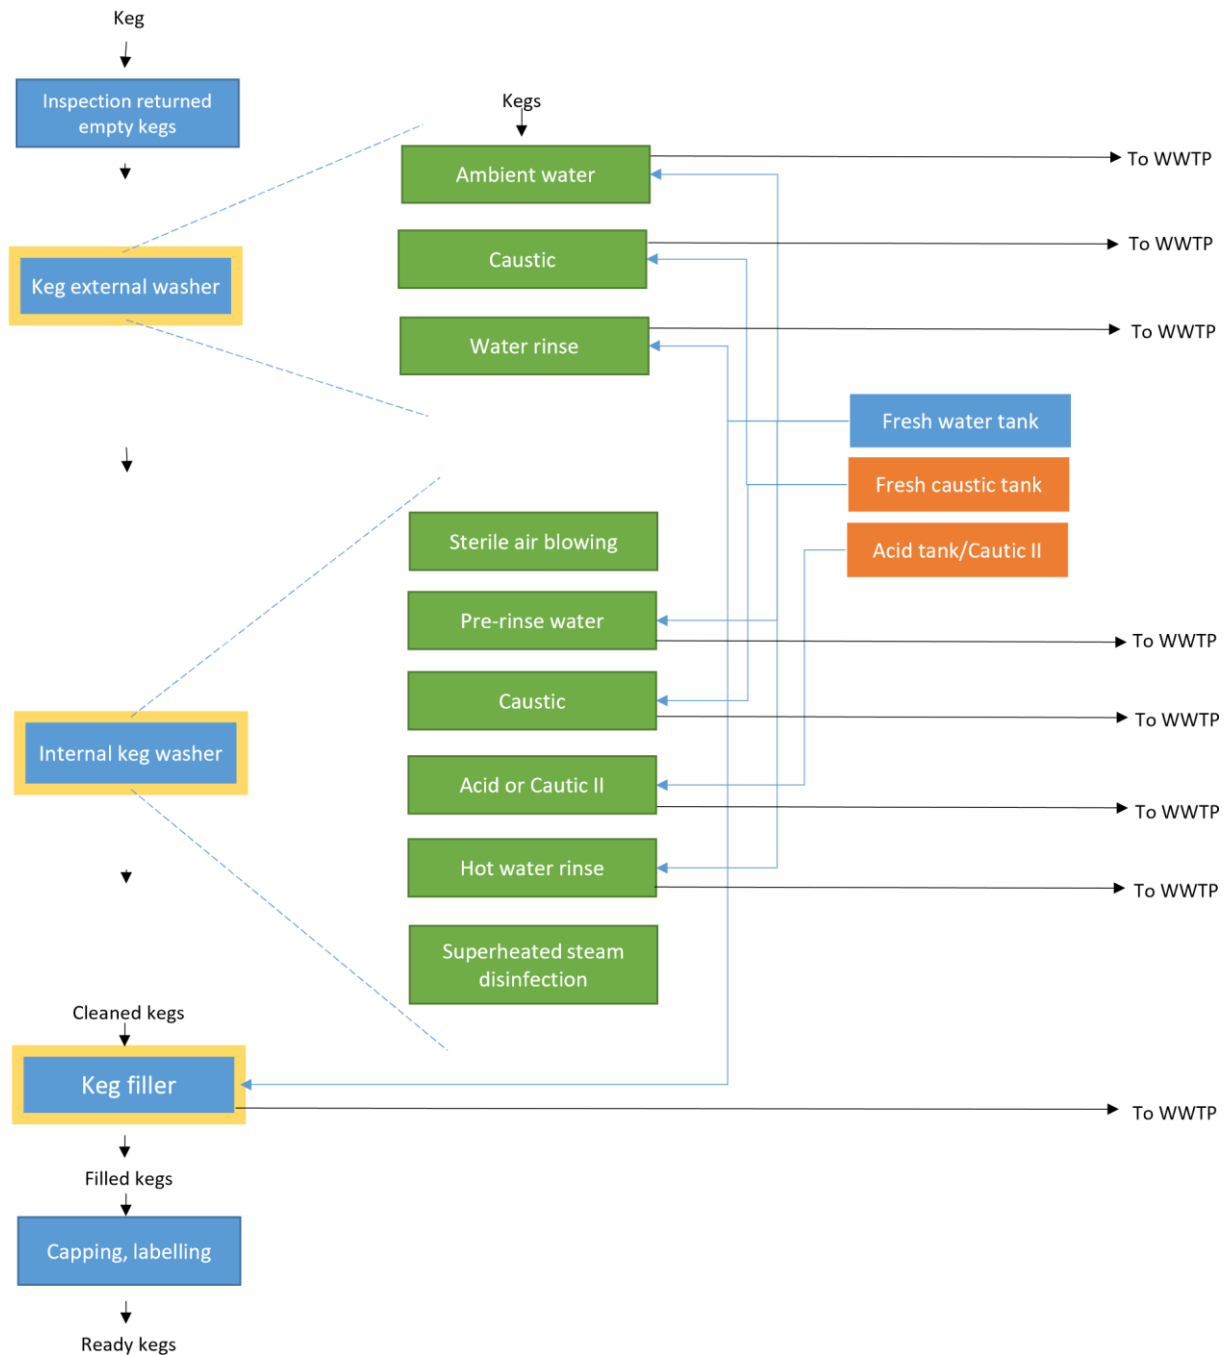 Keg
Inspection returned
empty kegs
Kegs
Ambient water
To WWTP
Caustic
To WWTP
Keg external washer
Water rinse
To WWTP
Fresh water tank
Fresh caustic tank
Acid tank/Cautic II
Sterile air blowing
Pre-rinse water
To WWTP
Caustic
To WWTP
Internal keg washer
Acid or Cautic II
To WWTP
Hot water rinse
To WWTP
Superheated steam
disinfection
Cleaned kegs
Keg filler
To WWTP
Filled kegs
Capping, labelling
Ready kegs